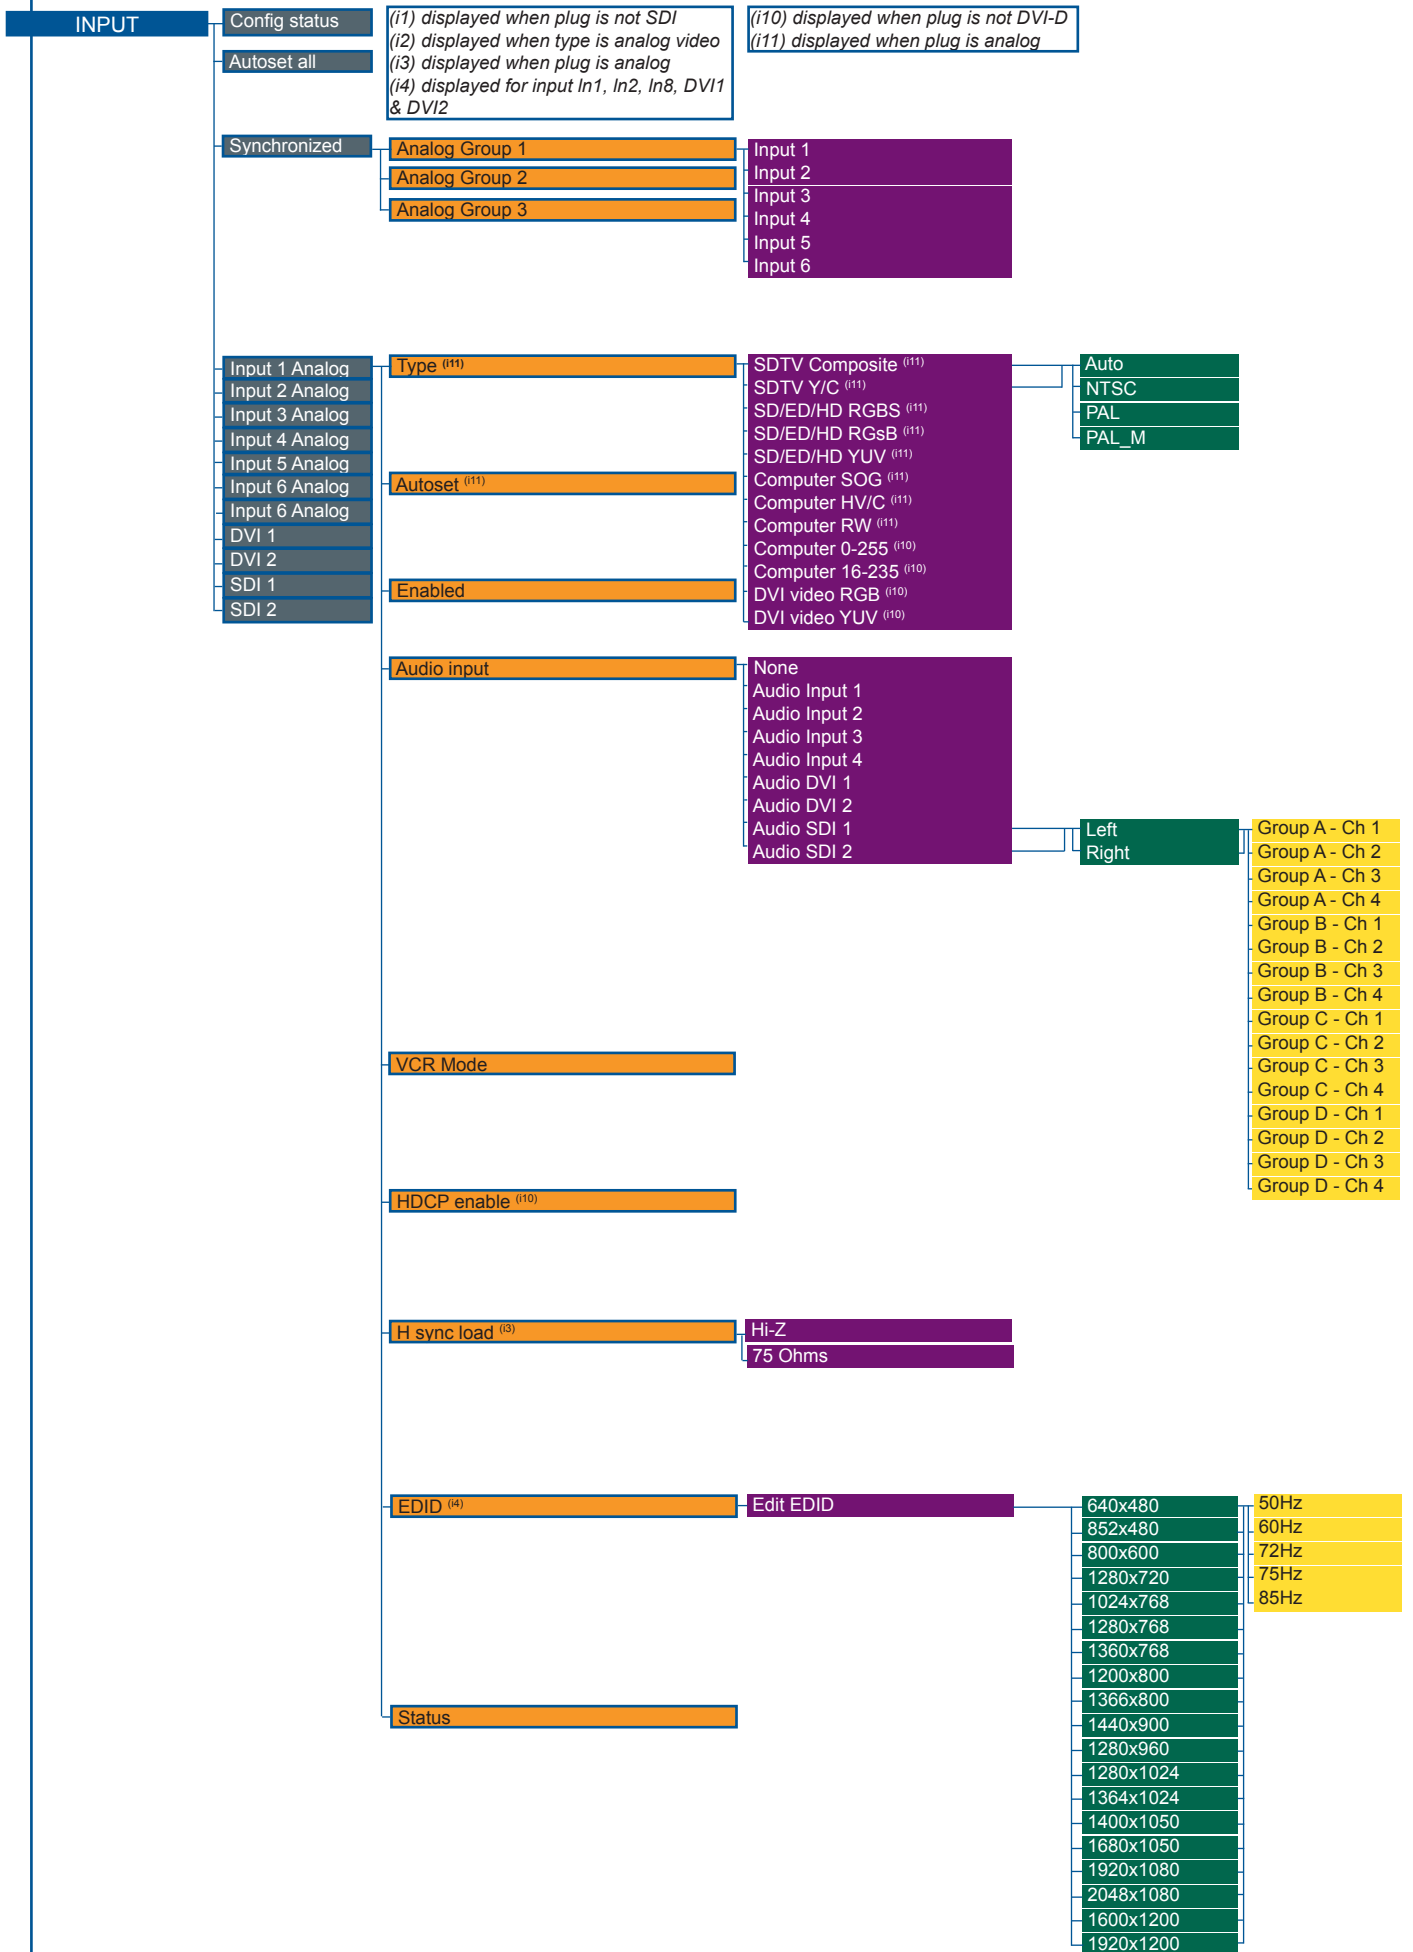 INPUT
Config status
Autoset all
(i1) displayed when plug is not SDI
(i2) displayed when type is analog video
(i3) displayed when plug is analog
(i4) displayed for input In1, In2, In8, DVI1
& DVI2
(i10) displayed when plug is not DVI-D
(i11) displayed when plug is analog
Synchronized
Analog Group 1
Analog Group 2
Analog Group 3
Input 1
Input 2
Input 3
Input 4
Input 5
Input 6
Input 1 Analog
Input 2 Analog
Input 3 Analog
Input 4 Analog
Input 5 Analog
Input 6 Analog
Input 6 Analog
DVI 1
DVI 2
SDI 1
SDI 2
Type (i11)
SDTV Composite (i11)
SDTV Y/C (i11)
SD/ED/HD RGBS (i11)
SD/ED/HD RGsB (i11)
SD/ED/HD YUV (i11)
Computer SOG (i11)
Computer HV/C (i11)
Computer RW (i11)
Computer 0-255 (i10)
Computer 16-235 (i10)
DVI video RGB (i10)
DVI video YUV (i10)
Auto
NTSC
PAL
PAL_M
Autoset (i11)
Enabled
Audio input
None
Audio Input 1
Audio Input 2
Audio Input 3
Audio Input 4
Audio DVI 1
Audio DVI 2
Audio SDI 1
Audio SDI 2
Left
Right
Group A - Ch 1
Group A - Ch 2
Group A - Ch 3
Group A - Ch 4
Group B - Ch 1
Group B - Ch 2
Group B - Ch 3
Group B - Ch 4
Group C - Ch 1
Group C - Ch 2
Group C - Ch 3
Group C - Ch 4
Group D - Ch 1
Group D - Ch 2
Group D - Ch 3
Group D - Ch 4
VCR Mode
HDCP enable (i10)
H sync load (i3)
Hi-Z
75 Ohms
EDID (i4)
Edit EDID
640x480
852x480
800x600
1280x720
1024x768
1280x768
1360x768
1200x800
1366x800
1440x900
1280x960
1280x1024
1364x1024
1400x1050
1680x1050
1920x1080
2048x1080
1600x1200
1920x1200
50Hz
60Hz
72Hz
75Hz
85Hz
Status